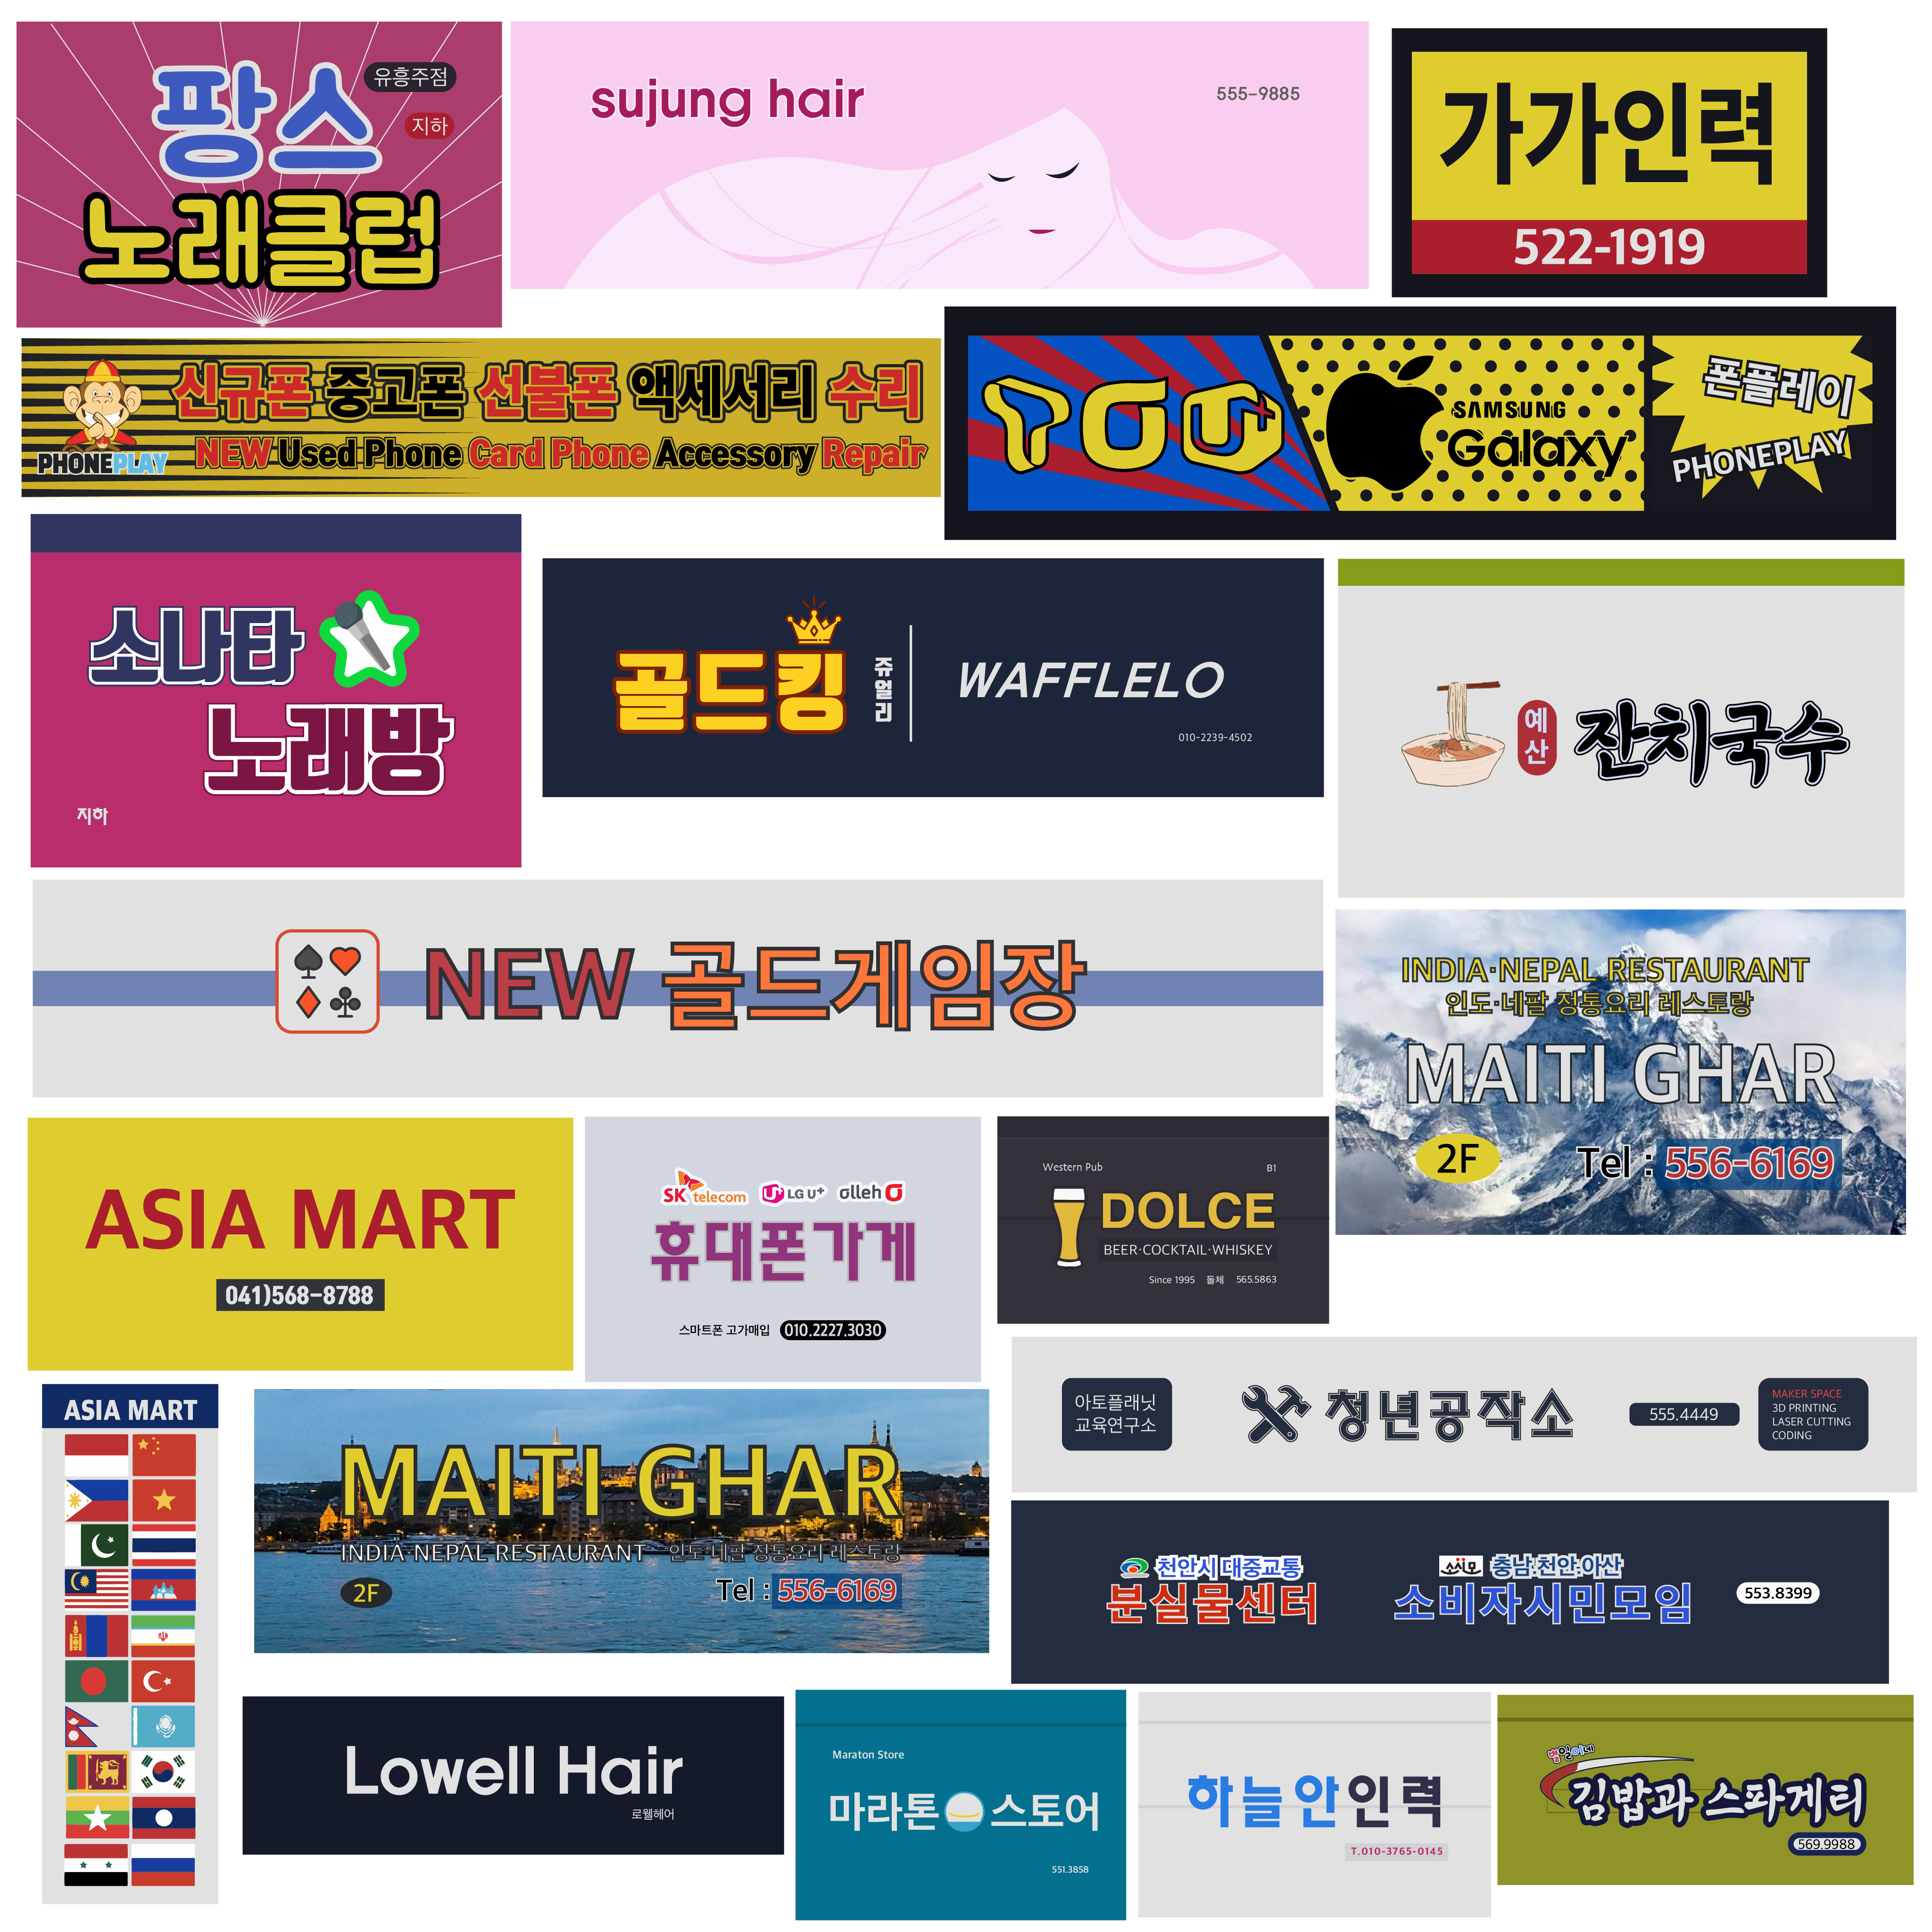 팡스
유흥주점
지하
노래클럽
sujung hair
555-9885
가가인력
522-1919
신규폰 중고폰 선불폰 액세서리 수리
PHONEPLAY
NEW Used Phone Card Phone Accessory Repair
SAMSUNG
Galaxy
폰플레이
PHONEPLAY
소나타
노래방
지하
골드킹
쥬얼리
WAFFLELO
010-2239-4502
예산
잔치국수
NEW 골드게임장
INDIA·NEPAL RESTAURANT
인도·네팔 정통요리 레스토랑
MAITI GHAR
2F
Tel : 556-6169
ASIA MART
041)568-8788
SK telecom
LG U+
olleh
휴대폰가게
스마트폰 고가매입 010.2227.3030
Western Pub
B1
DOLCE
BEER·COCKTAIL·WHISKEY
Since 1995 돌체 565.5863
아토플래닛
교육연구소
청년공작소
555.4449
MAKER SPACE
3D PRINTING
LASER CUTTING
CODING
ASIA MART
MAITI GHAR
INDIA·NEPAL RESTAURANT 인도·네팔 정통요리 레스토랑
2F
Tel : 556-6169
천안시 대중교통
분실물센터
충남·천안·아산
소비자시민모임
553.8399
Lowell Hair
로웰헤어
Maraton Store
마라톤 스토어
551.3858
하늘안인력
T.010-3765-0145
김밥과 스파게티
569.9988